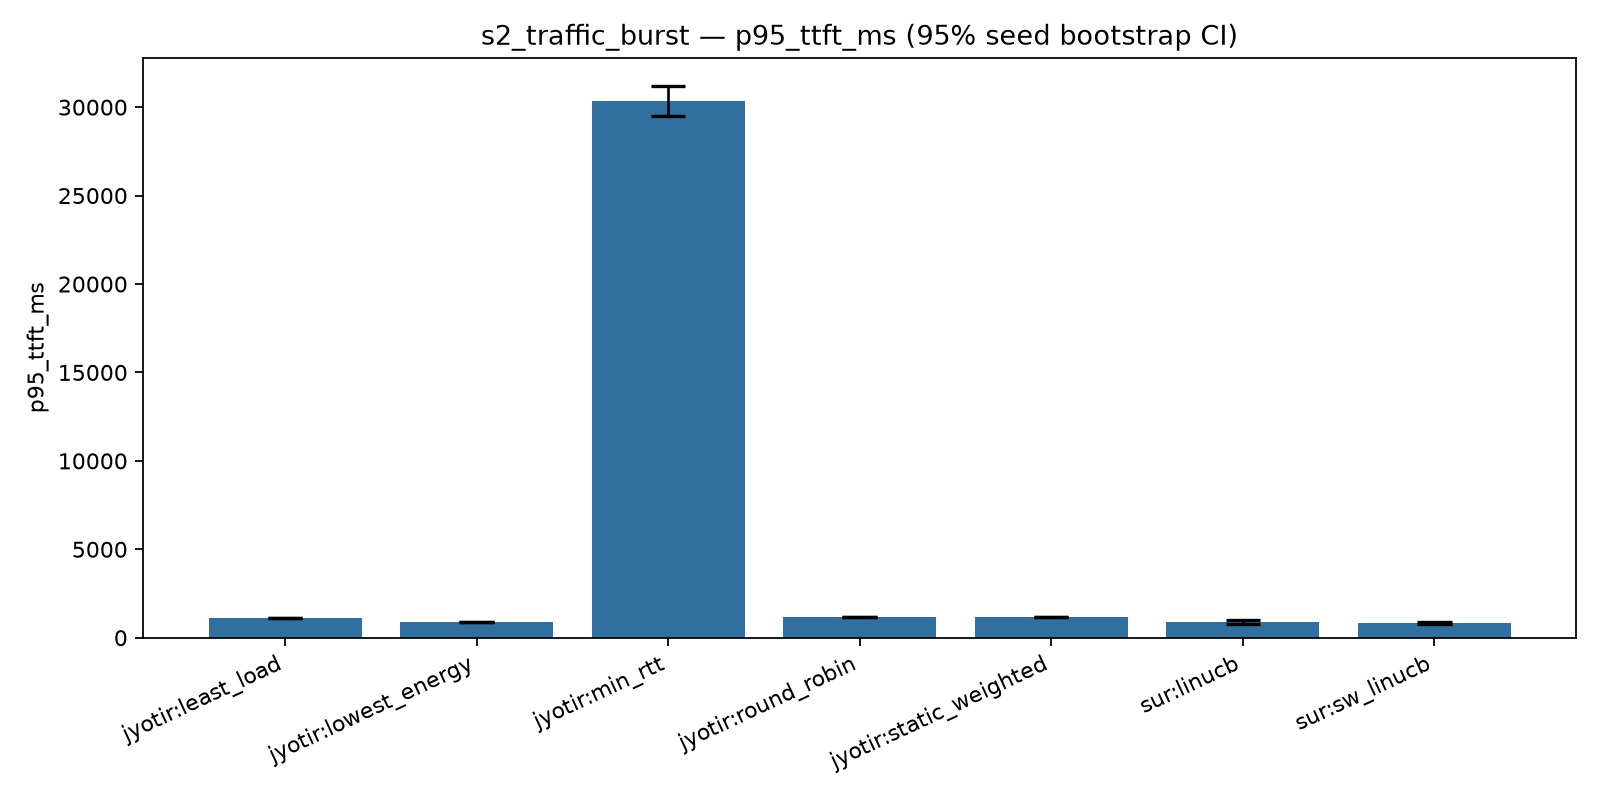 s2_traffic_burst — p95_ttft_ms (95% seed bootstrap CI)
p95_ttft_ms
30000
25000
20000
15000
10000
5000
0
jyotir:least_load
jyotir:lowest_energy
jyotir:min_rtt
jyotir:round_robin
jyotir:static_weighted
sur:linucb
sur:sw_linucb